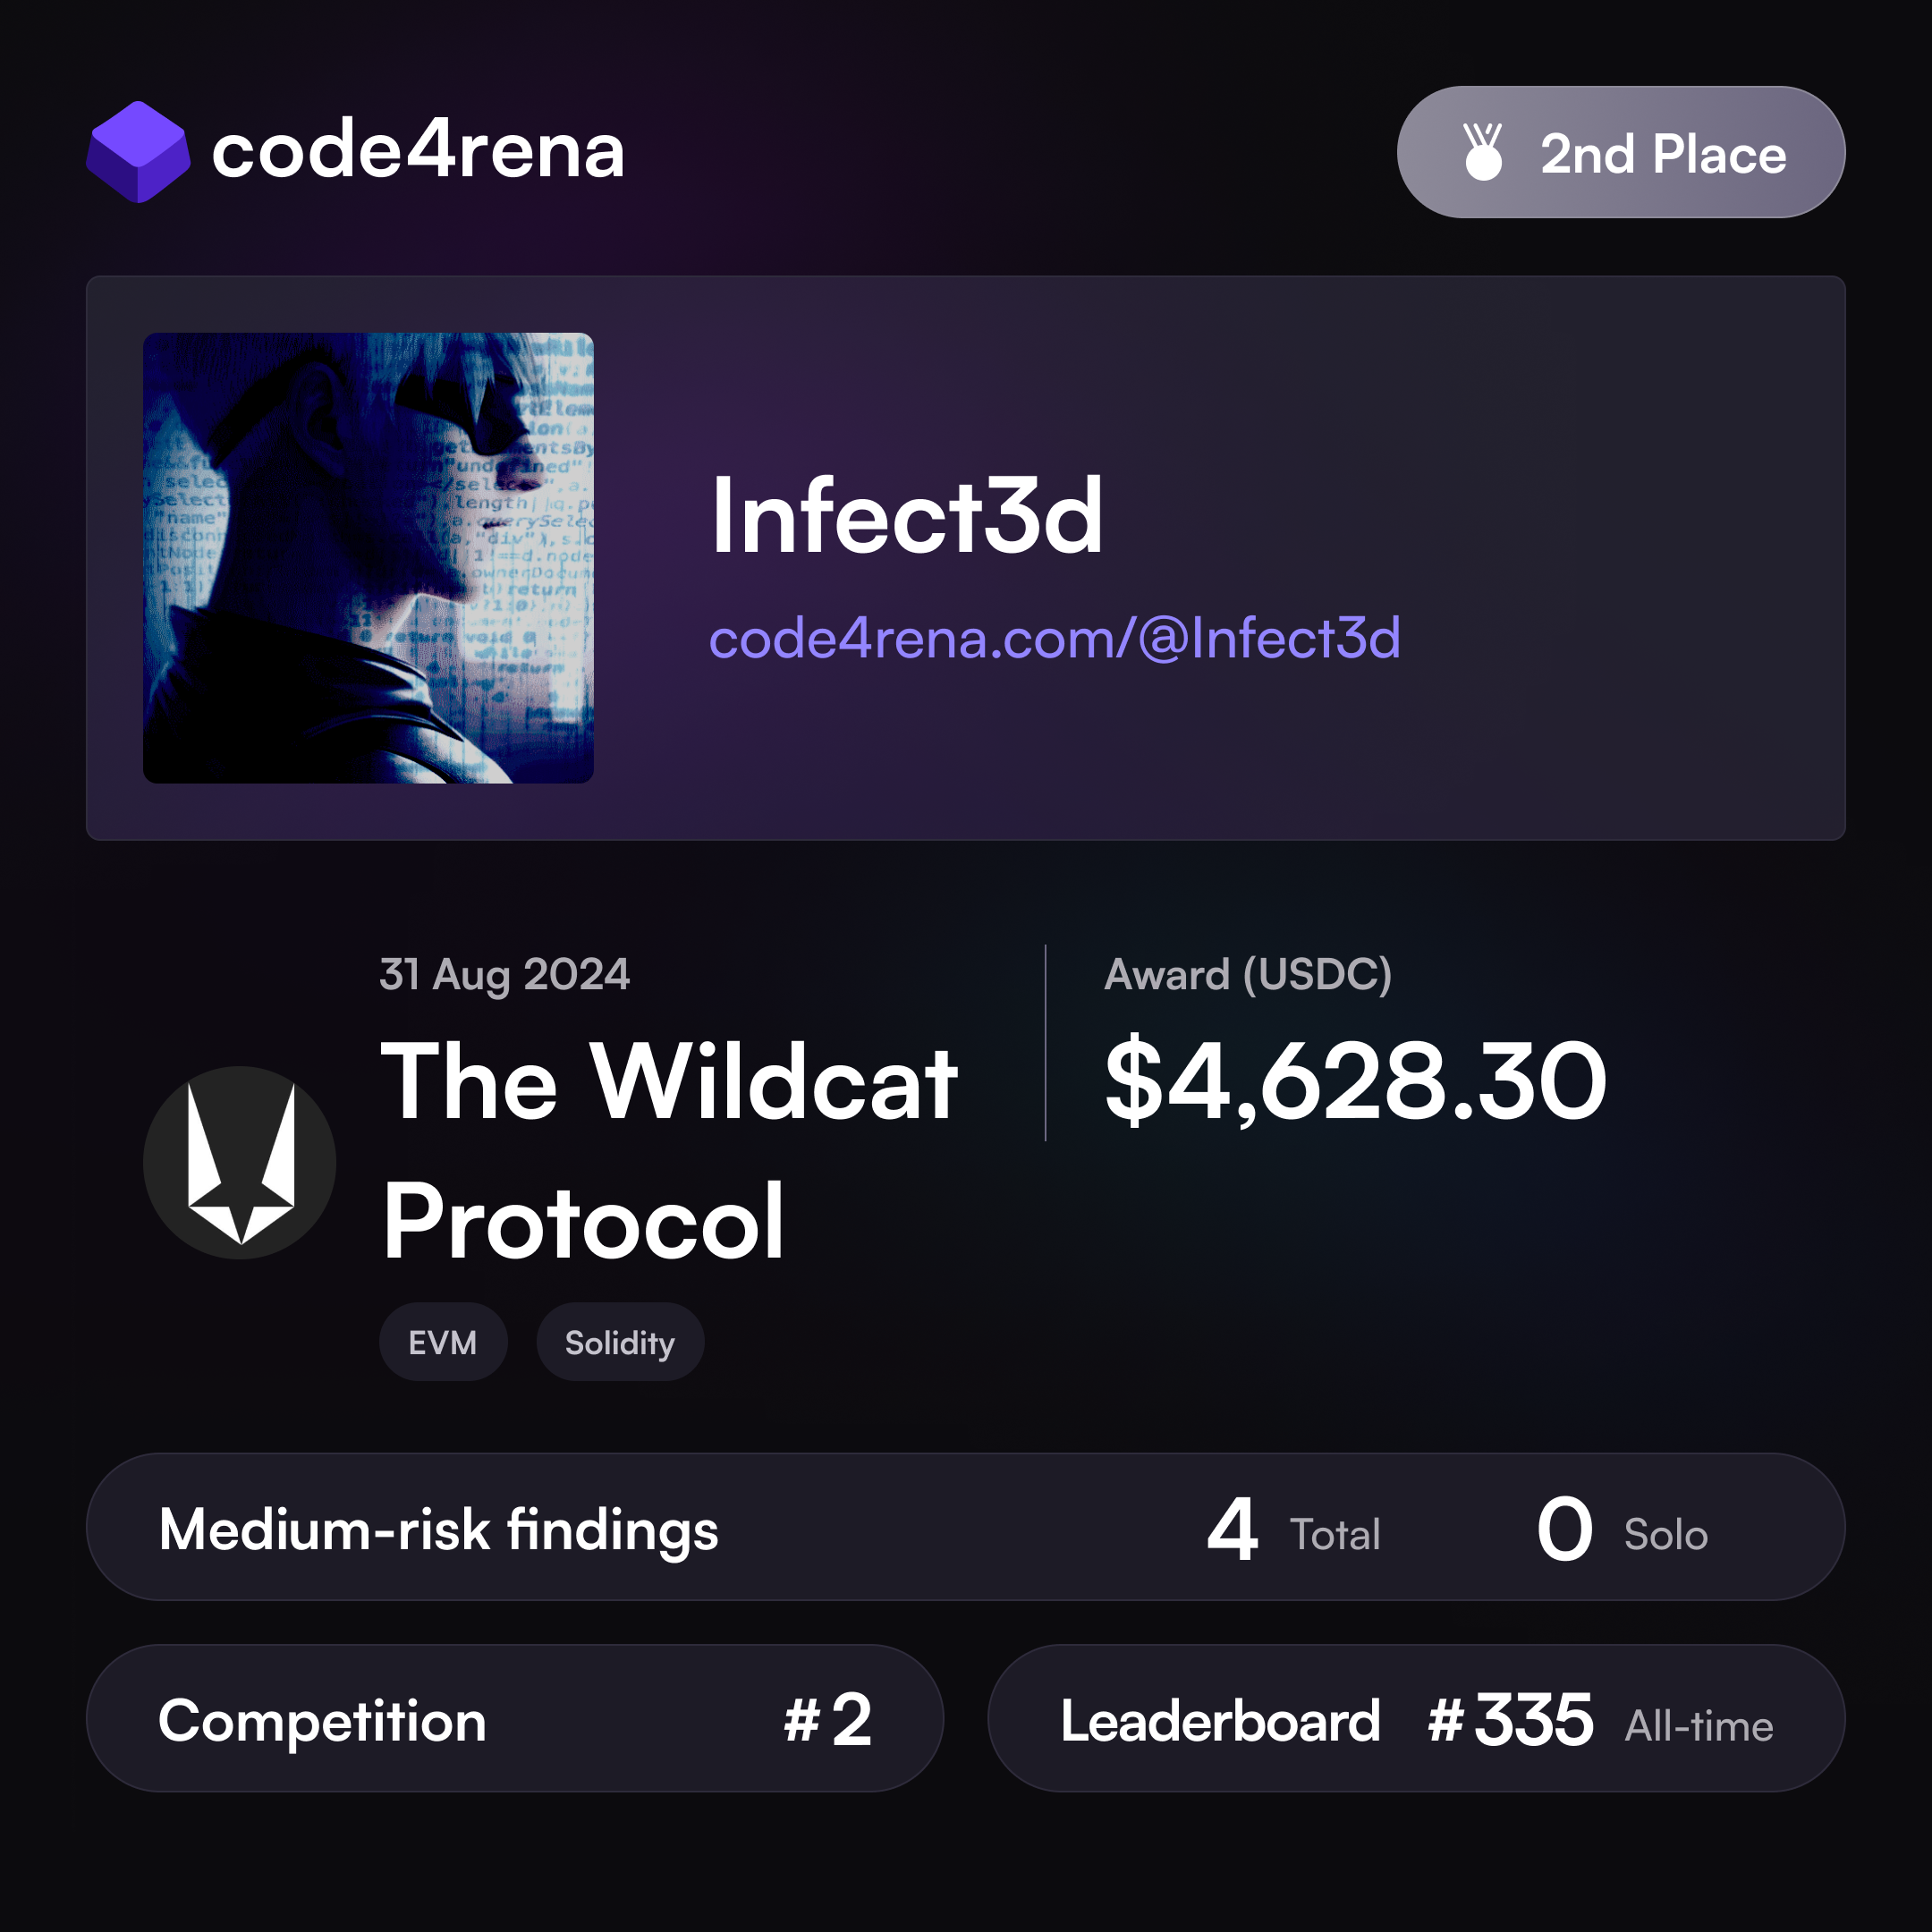 code4rena
2nd Place
Infect3d
code4rena.com/@Infect3d
31 Aug 2024
The Wildcat
Protocol
EVM
Solidity
Award (USDC)
$4,628.30
Medium-risk findings
4 Total
0 Solo
Competition
#2
Leaderboard
#335 All-time